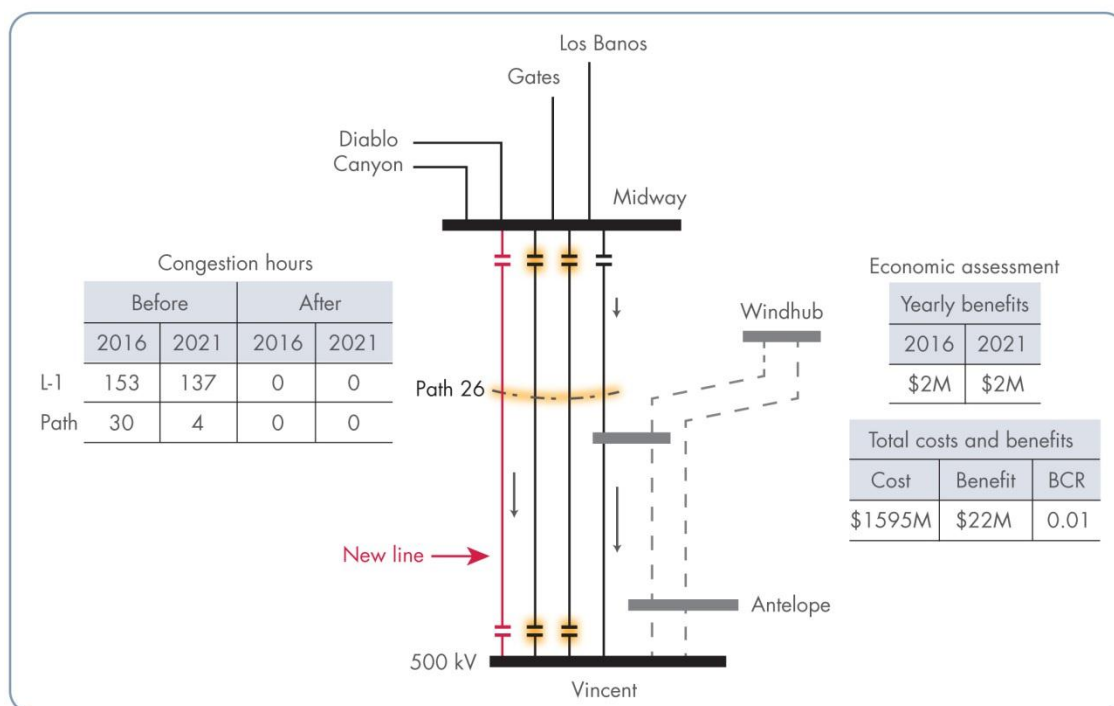 Los Banos
Gates
Diablo
Canyon
Midway
Congestion hours
Before After
2016 2021 2016 2021
L-1 153 137 0 0
Path 30 4 0 0
Path 26
Windhub
Economic assessment
Yearly benefits
2016 2021
$2M $2M
Total costs and benefits
Cost Benefit BCR
$1595M $22M 0.01
New line
Antelope
500 kV
Vincent